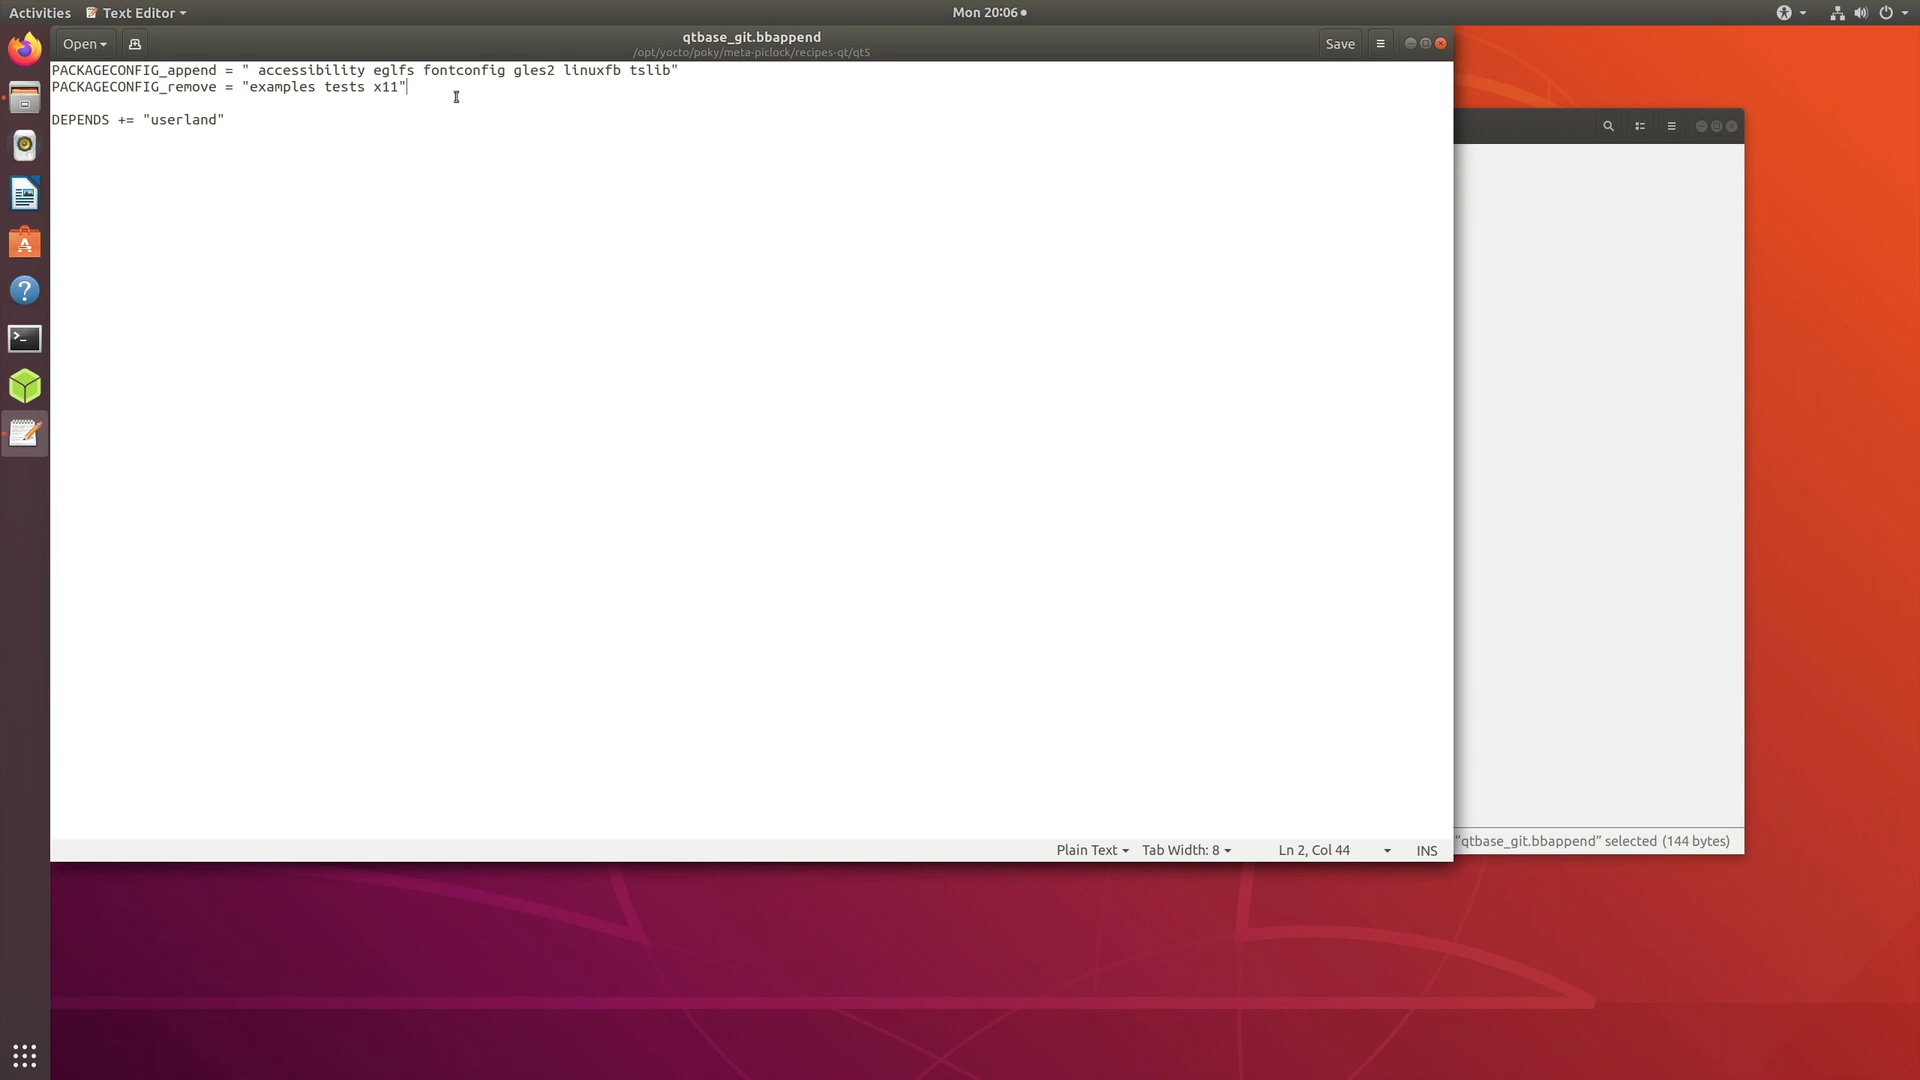 Activities
Text Editor
Mon 20:06
Open
qtbase_git.bbappend
/opt/yocto/poky/meta-piclock/recipes-qt/qt5
Save
PACKAGECONFIG_append = " accessibility eglfs fontconfig gles2 linuxfb tslib"
PACKAGECONFIG_remove = "examples tests x11"
DEPENDS += "userland"
"qtbase_git.bbappend" selected (144 bytes)
Plain Text
Tab Width: 8
Ln 2, Col 44
INS